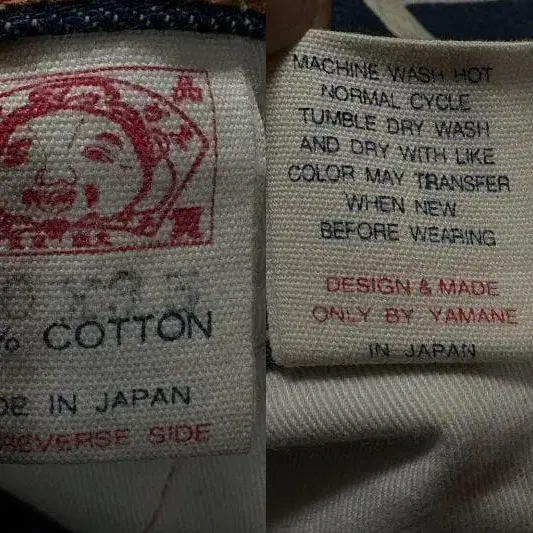 % COTTON
DE IN JAPAN
REVERSE SIDE
MACHINE WASH HOT
NORMAL CYCLE
TUMBLE DRY WASH
AND DRY WITH LIKE
COLOR MAY TRANSFER
WHEN NEW
BEFORE WEARING
DESIGN & MADE
ONLY BY YAMANE
IN JAPAN